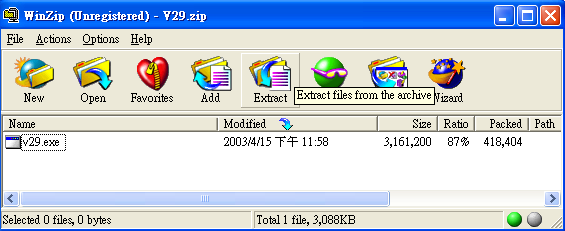 WinZip (Unregistered) - V29.zip
File Actions Options Help
New Open Favorites Add Extract Wizard
Extract files from the archive
Name Modified Size Ratio Packed Path
v29.exe 2003/4/15 下午 11:58 3,161,200 87% 418,404
Selected 0 files, 0 bytes Total 1 file, 3,088KB